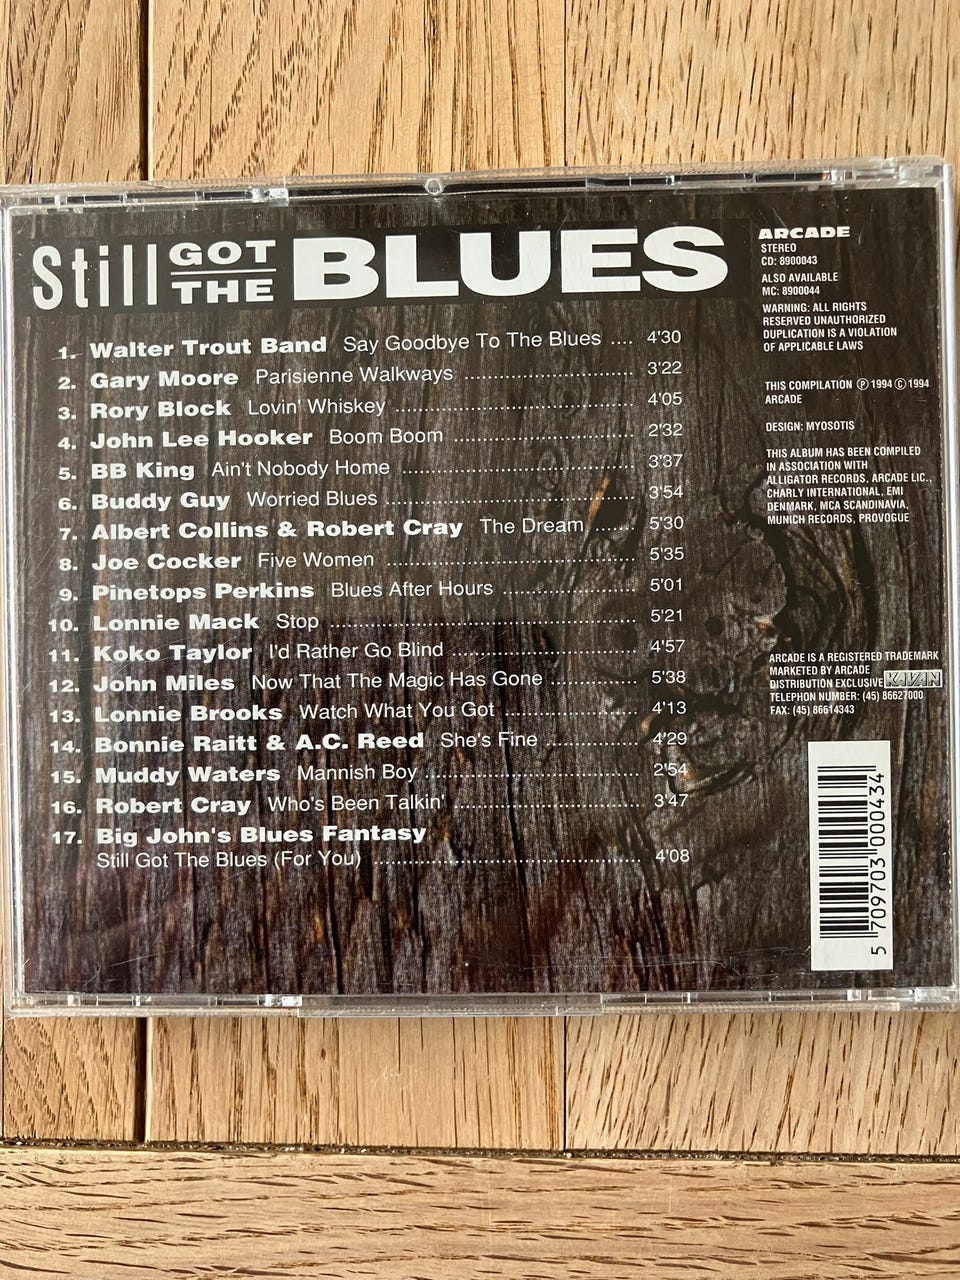 Still GOT THE BLUES
1. Walter Trout Band Say Goodbye To The Blues .... 4'30
2. Gary Moore Parisienne Walkways 3'22
3. Rory Block Lovin' Whiskey 4'05
4. John Lee Hooker Boom Boom 2'32
5. BB King Ain't Nobody Home 3'37
6. Buddy Guy Worried Blues 3'54
7. Albert Collins & Robert Cray The Dream ....... 5'30
8. Joe Cocker Five Women 5'35
9. Pinetops Perkins Blues After Hours 5'01
10. Lonnie Mack Stop 5'21
11. Koko Taylor I'd Rather Go Blind 4'57
12. John Miles Now That The Magic Has Gone 5'38
13. Lonnie Brooks Watch What You Got 4'13
14. Bonnie Raitt & A.C. Reed She's Fine 4'29
15. Muddy Waters Mannish Boy 2'54
16. Robert Cray Who's Been Talkin' 3'47
17. Big John's Blues Fantasy
Still Got The Blues (For You) 4'08
ARCADE
STEREO
CD: 8900043
ALSO AVAILABLE
MC: 8900044
WARNING: ALL RIGHTS
RESERVED UNAUTHORIZED
DUPLICATION IS A VIOLATION
OF APPLICABLE LAWS
THIS COMPILATION Ⓟ 1994 Ⓒ 1994
ARCADE
DESIGN: MYOSOTIS
THIS ALBUM HAS BEEN COMPILED
IN ASSOCIATION WITH
ALLIGATOR RECORDS, ARCADE LIC.,
CHARLY INTERNATIONAL, EMI
DENMARK, MCA SCANDINAVIA,
MUNICH RECORDS, PROVOGUE
ARCADE IS A REGISTERED TRADEMARK
MARKETED BY ARCADE
DISTRIBUTION EXCLUSIVE KAVAN
TELEPHON NUMBER: (45) 86627000
FAX: (45) 86614343
5 709703 000434